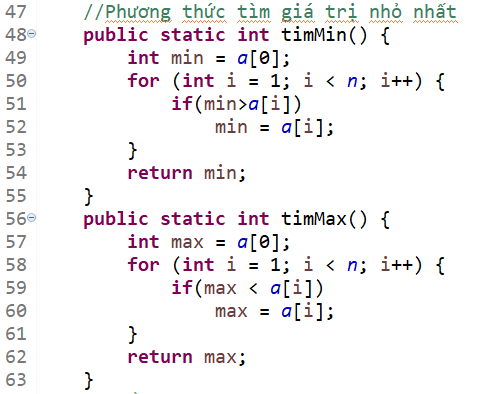 47 //Phương thức tìm giá trị nhỏ nhất
48 public static int timMin() {
49 int min = a[0];
50 for (int i = 1; i < n; i++) {
51 if(min>a[i])
52 min = a[i];
53 }
54 return min;
55 }
56 public static int timMax() {
57 int max = a[0];
58 for (int i = 1; i < n; i++) {
59 if(max < a[i])
60 max = a[i];
61 }
62 return max;
63 }